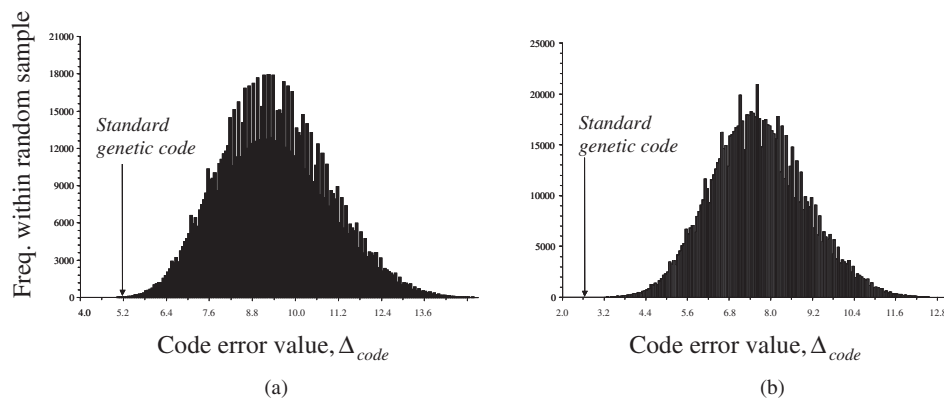 Freq. within random sample
21000
18000
15000
12000
9000
6000
3000
0
Standard
genetic code
4.0 5.2 6.4 7.6 8.8 10.0 11.2 12.4 13.6
Code error value, Δcode
(a)
25000
20000
15000
10000
5000
0
Standard
genetic code
2.0 3.2 4.4 5.6 6.8 8.0 9.2 10.4 11.6 12.8
Code error value, Δcode
(b)